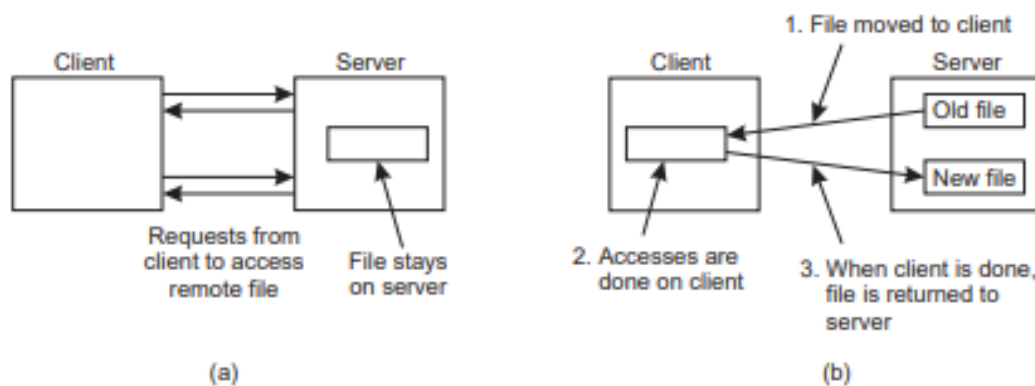 Client
Server
Requests from
client to access
remote file
File stays
on server
(a)
1. File moved to client
Client
Server
Old file
New file
2. Accesses are
done on client
3. When client is done,
file is returned to
server
(b)